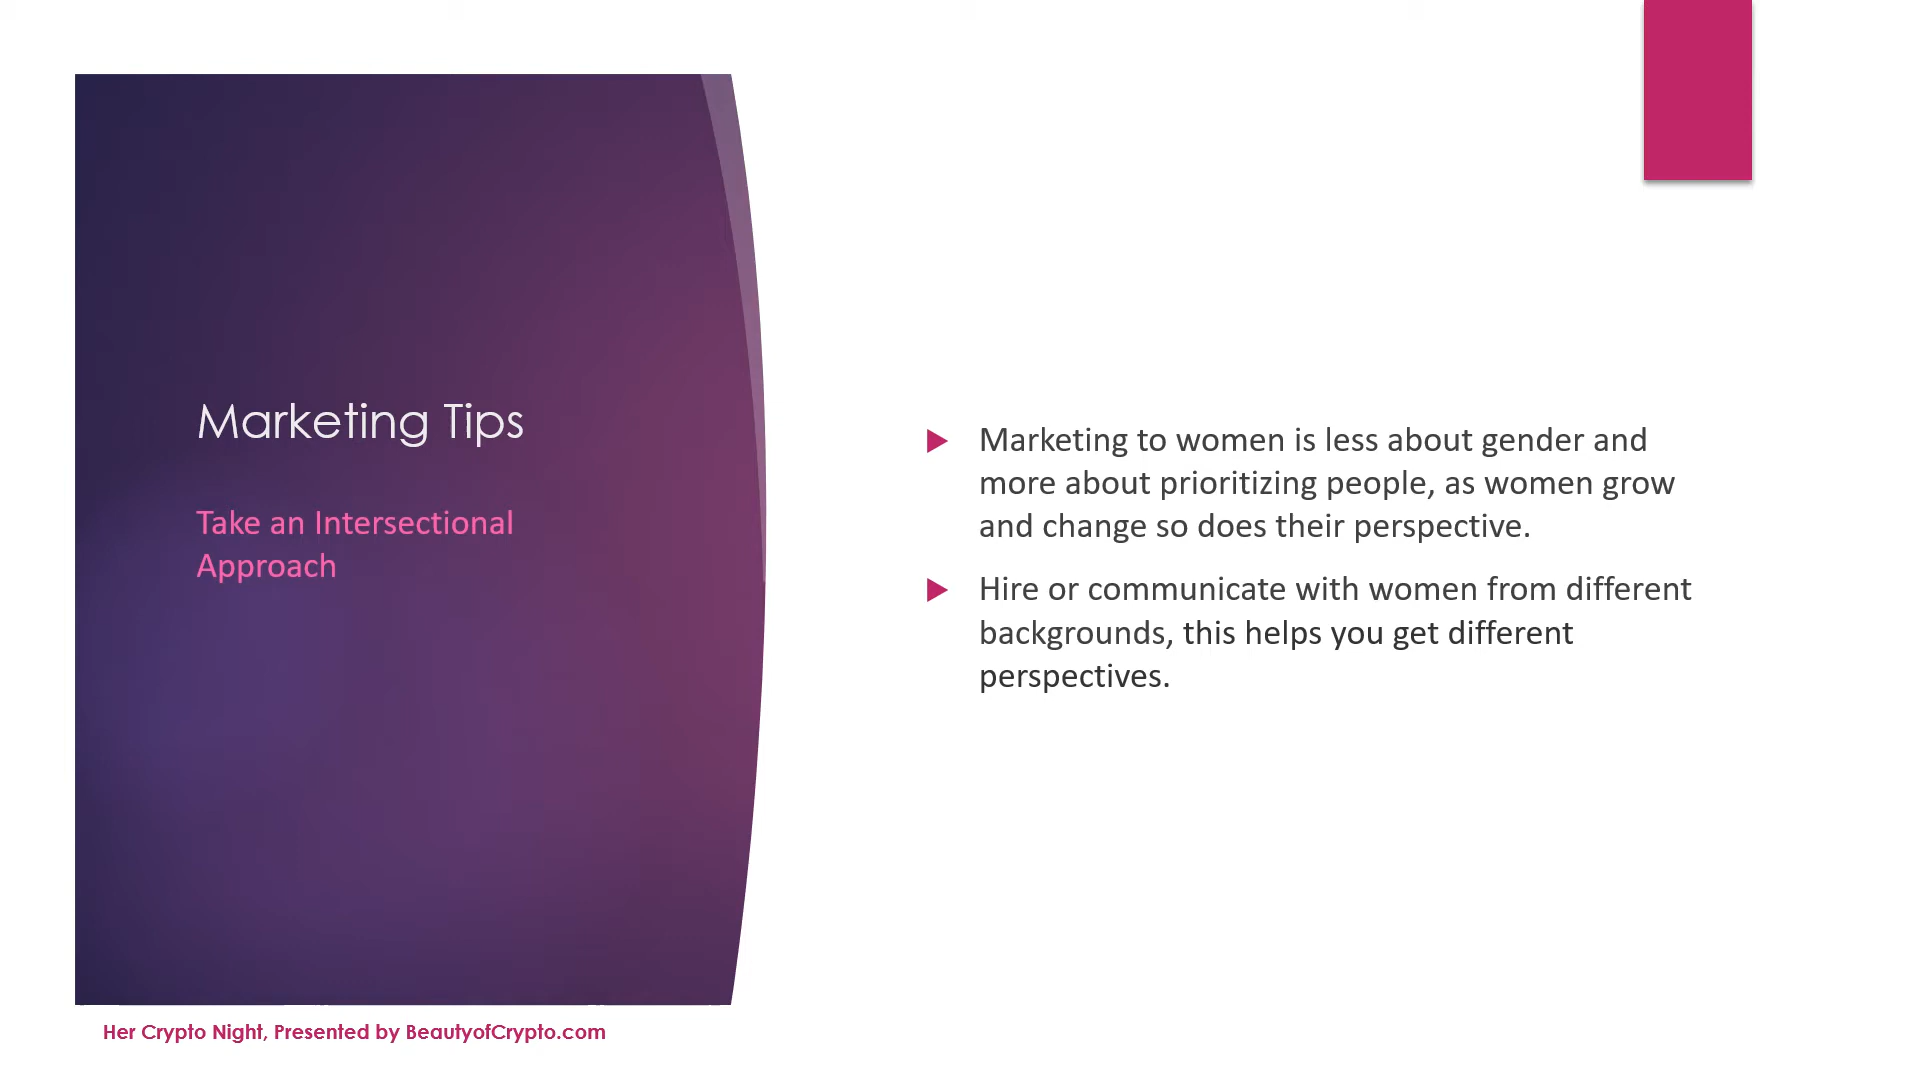 Marketing Tips
Take an Intersectional
Approach
Marketing to women is less about gender and
more about prioritizing people, as women grow
and change so does their perspective.
Hire or communicate with women from different
backgrounds, this helps you get different
perspectives.
Her Crypto Night, Presented by BeautyofCrypto.com